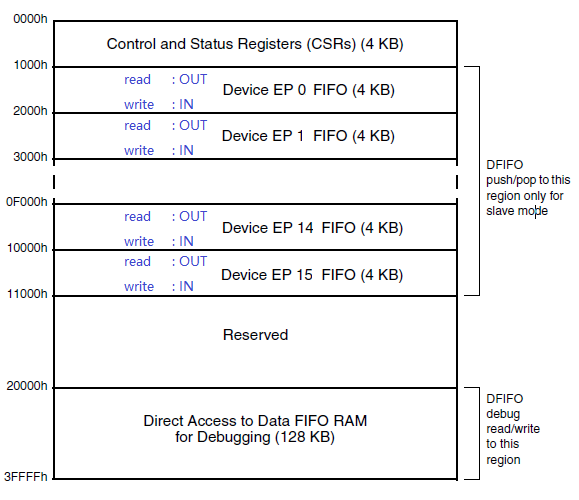 0000h
Control and Status Registers (CSRs) (4 KB)
1000h
read : OUT
Device EP 0 FIFO (4 KB)
write : IN
2000h
read : OUT
Device EP 1 FIFO (4 KB)
write : IN
3000h
DFIFO
push/pop to this
region only for
slave mode
0F000h
read : OUT
Device EP 14 FIFO (4 KB)
write : IN
10000h
read : OUT
Device EP 15 FIFO (4 KB)
write : IN
11000h
Reserved
20000h
Direct Access to Data FIFO RAM
for Debugging (128 KB)
DFIFO
debug
read/write
to this
region
3FFFFh